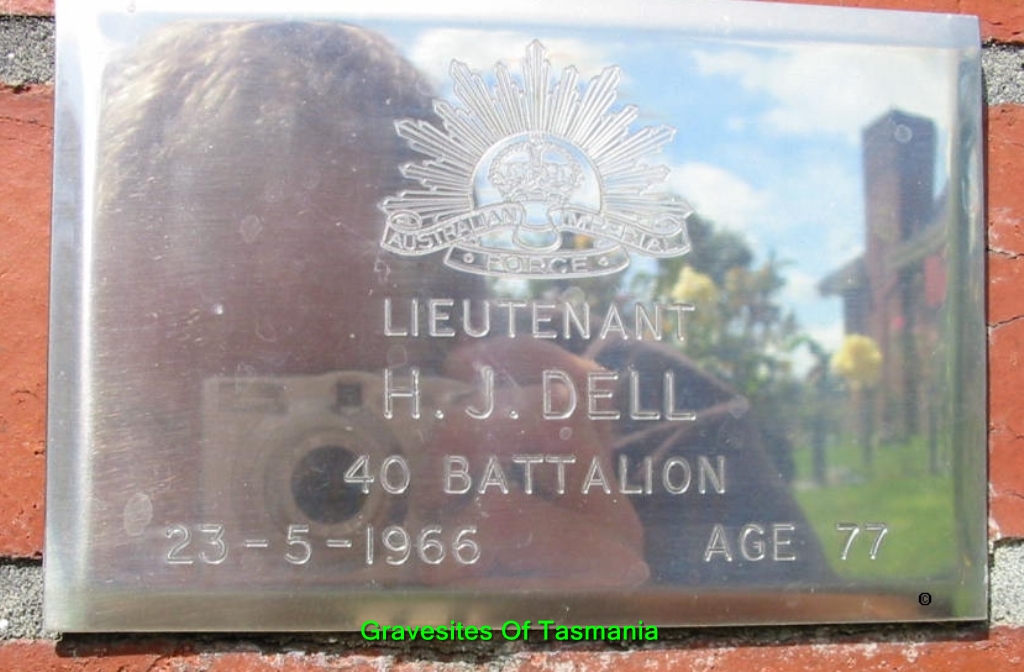 AUSTRALIAN IMPERIAL
FORCE
LIEUTENANT
H. J. DELL
40 BATTALION
23-5-1966 AGE 77
©
Gravesites Of Tasmania